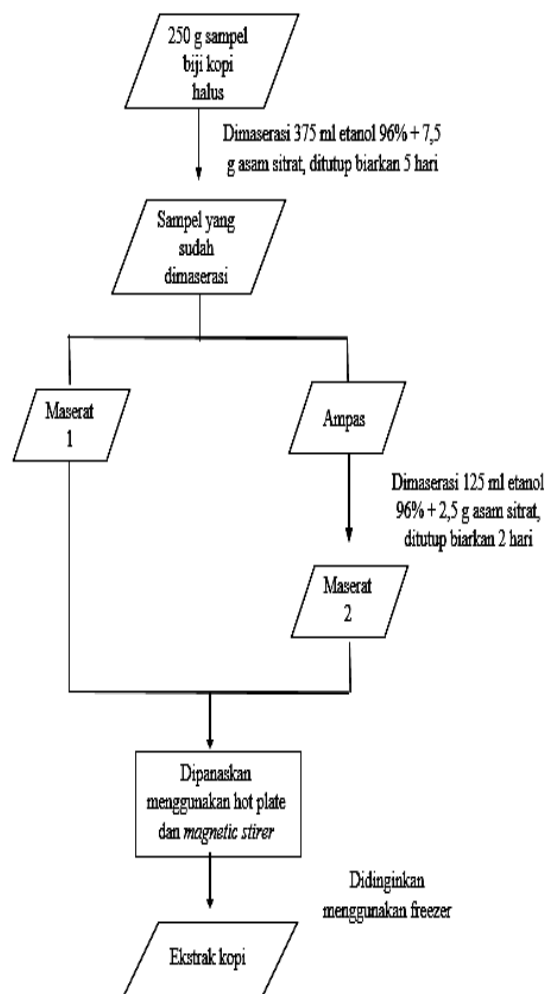 250 g sampel
biji kopi
halus
Dimaserasi 375 ml etanol 96% + 7,5
g asam sitrat, ditutup biarkan 5 hari
Sampel yang
sudah
dimaserasi
Maserat
1
Ampas
Dimaserasi 125 ml etanol
96% + 2,5 g asam sitrat,
ditutup biarkan 2 hari
Maserat
2
Dipanaskan
menggunakan hot plate
dan magnetic stirer
Didinginkan
menggunakan freezer
Ekstrak kopi